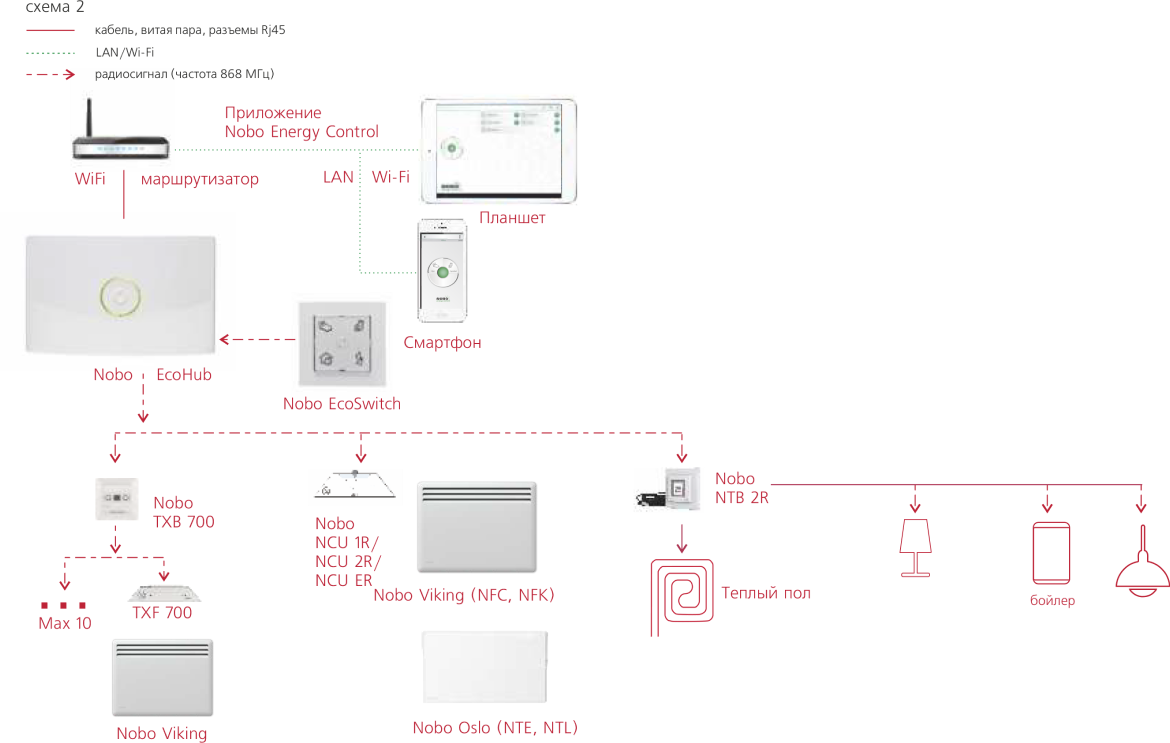 схема 2
кабель, витая пара, разъемы Rj45
LAN/Wi-Fi
радиосигнал (частота 868 МГц)
Приложение
Nobo Energy Control
WiFi маршрутизатор
LAN Wi-Fi
Планшет
Смартфон
Nobo EcoHub
Nobo EcoSwitch
Nobo
TXB 700
Nobo
NCU 1R/
NCU 2R/
NCU ER
Nobo Viking (NFC, NFK)
Nobo
NTB 2R
Max 10
TXF 700
Теплый пол
бойлер
Nobo Viking
Nobo Oslo (NTE, NTL)